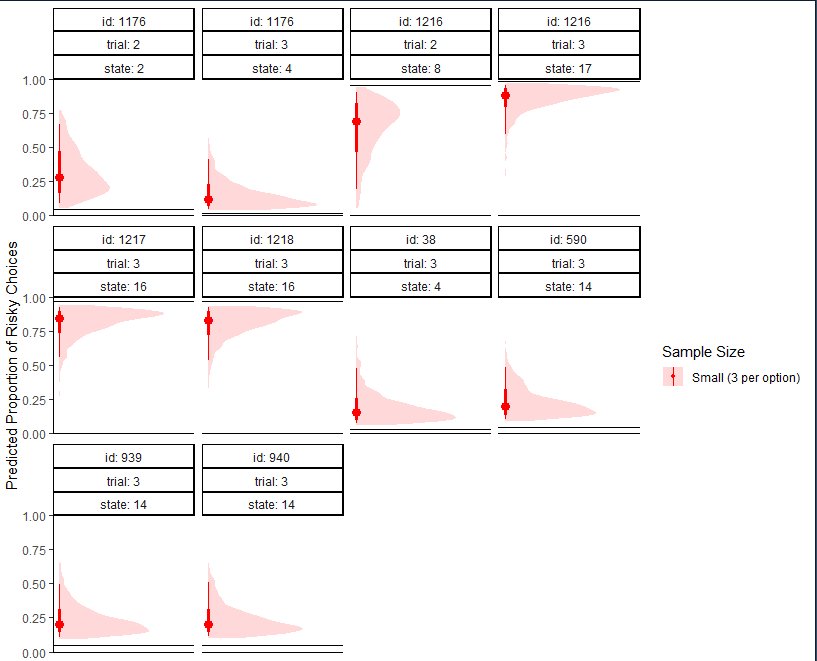 id: 1176
id: 1176
id: 1216
id: 1216
trial: 2
trial: 3
trial: 2
trial: 3
state: 2
state: 4
state: 8
state: 17
1.00
0.75
0.50
0.25
0.00
id: 1217
id: 1218
id: 38
id: 590
trial: 3
trial: 3
trial: 3
trial: 3
state: 16
state: 16
state: 4
state: 14
1.00
0.75
0.50
0.25
0.00
Predicted Proportion of Risky Choices
id: 939
id: 940
trial: 3
trial: 3
state: 14
state: 14
1.00
0.75
0.50
0.25
0.00
Sample Size
Small (3 per option)